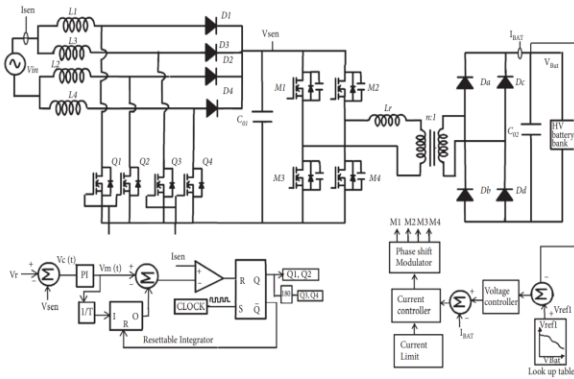 Isen
L1
L3
L2
L4
Vin
D1
D3
D2
D4
Vsen
C01
Q1
Q2
Q3
Q4
M1
M2
M3
M4
Lr
n:1
IBAT
VBat
Da
Dc
Db
Dd
C02
HV
battery
bank
Vr
+
−
Σ
Vsen
Vc (t)
PI
Vm (t)
1/T
+
−
Σ
I O
R
Isen
+
−
CLOCK
R Q
S Q̄
Q1, Q2
180
Q3, Q4
Resettable Integrator
M1 M2M3M4
Phase shift
Modulator
Current
controller
Current
Limit
Σ
+
−
IBAT
Voltage
controller
Σ
−
+
Vref1
Vref1
VBat
Look up table